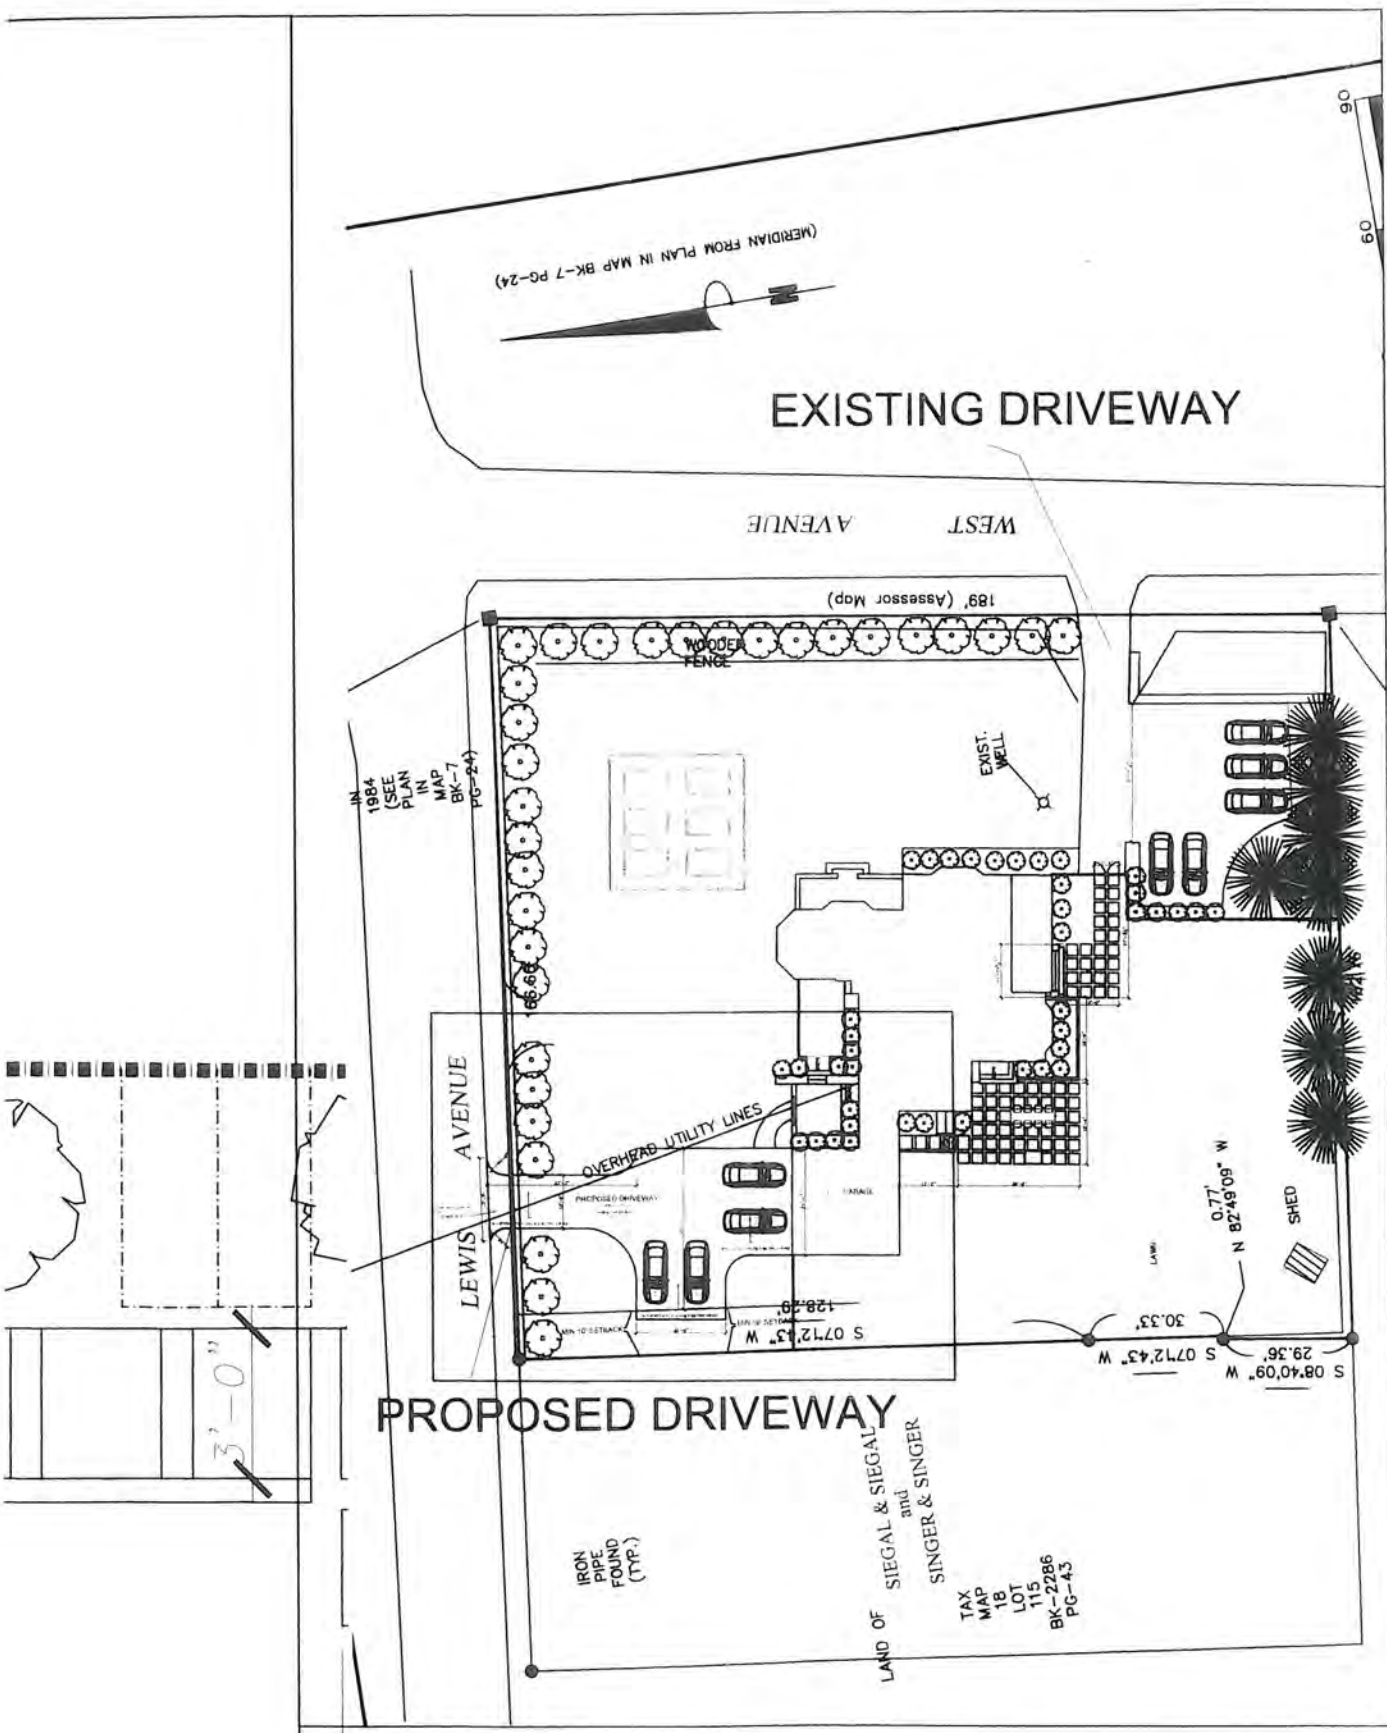 90
60
(MERIDIAN FROM PLAN IN MAP BK-7 PG-24)
N
EXISTING DRIVEWAY
WEST AVENUE
189' (Assessor Map)
WOODEN
FENCE
IN
1984
(SEE
PLAN
IN
MAP
BK-7
PG-24)
EXIST.
WELL
LEWIS AVENUE
OVERHEAD UTILITY LINES
PROPOSED DRIVEWAY
GARAGE
MIN 10' SETBACK
128.29'
S 07°12'43" W
LAWN
0.77'
N 82°49'09" W
SHED
30.33'
S 07°12'43" W
29.36'
S 08°40'09" W
3'-0"
PROPOSED DRIVEWAY
IRON
PIPE
FOUND
(TYP.)
LAND OF
SIEGAL & SIEGAL
and
SINGER & SINGER
TAX
MAP
18
LOT
115
BK-2286
PG-43